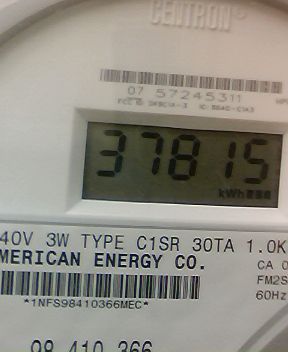 CENTRON®
07 57245311
37815
kWh
40V 3W TYPE C1SR 30TA 1.0K
MERICAN ENERGY CO.
CA 0
FM2S
60Hz
*1NFS98410366MEC*
98 410 366